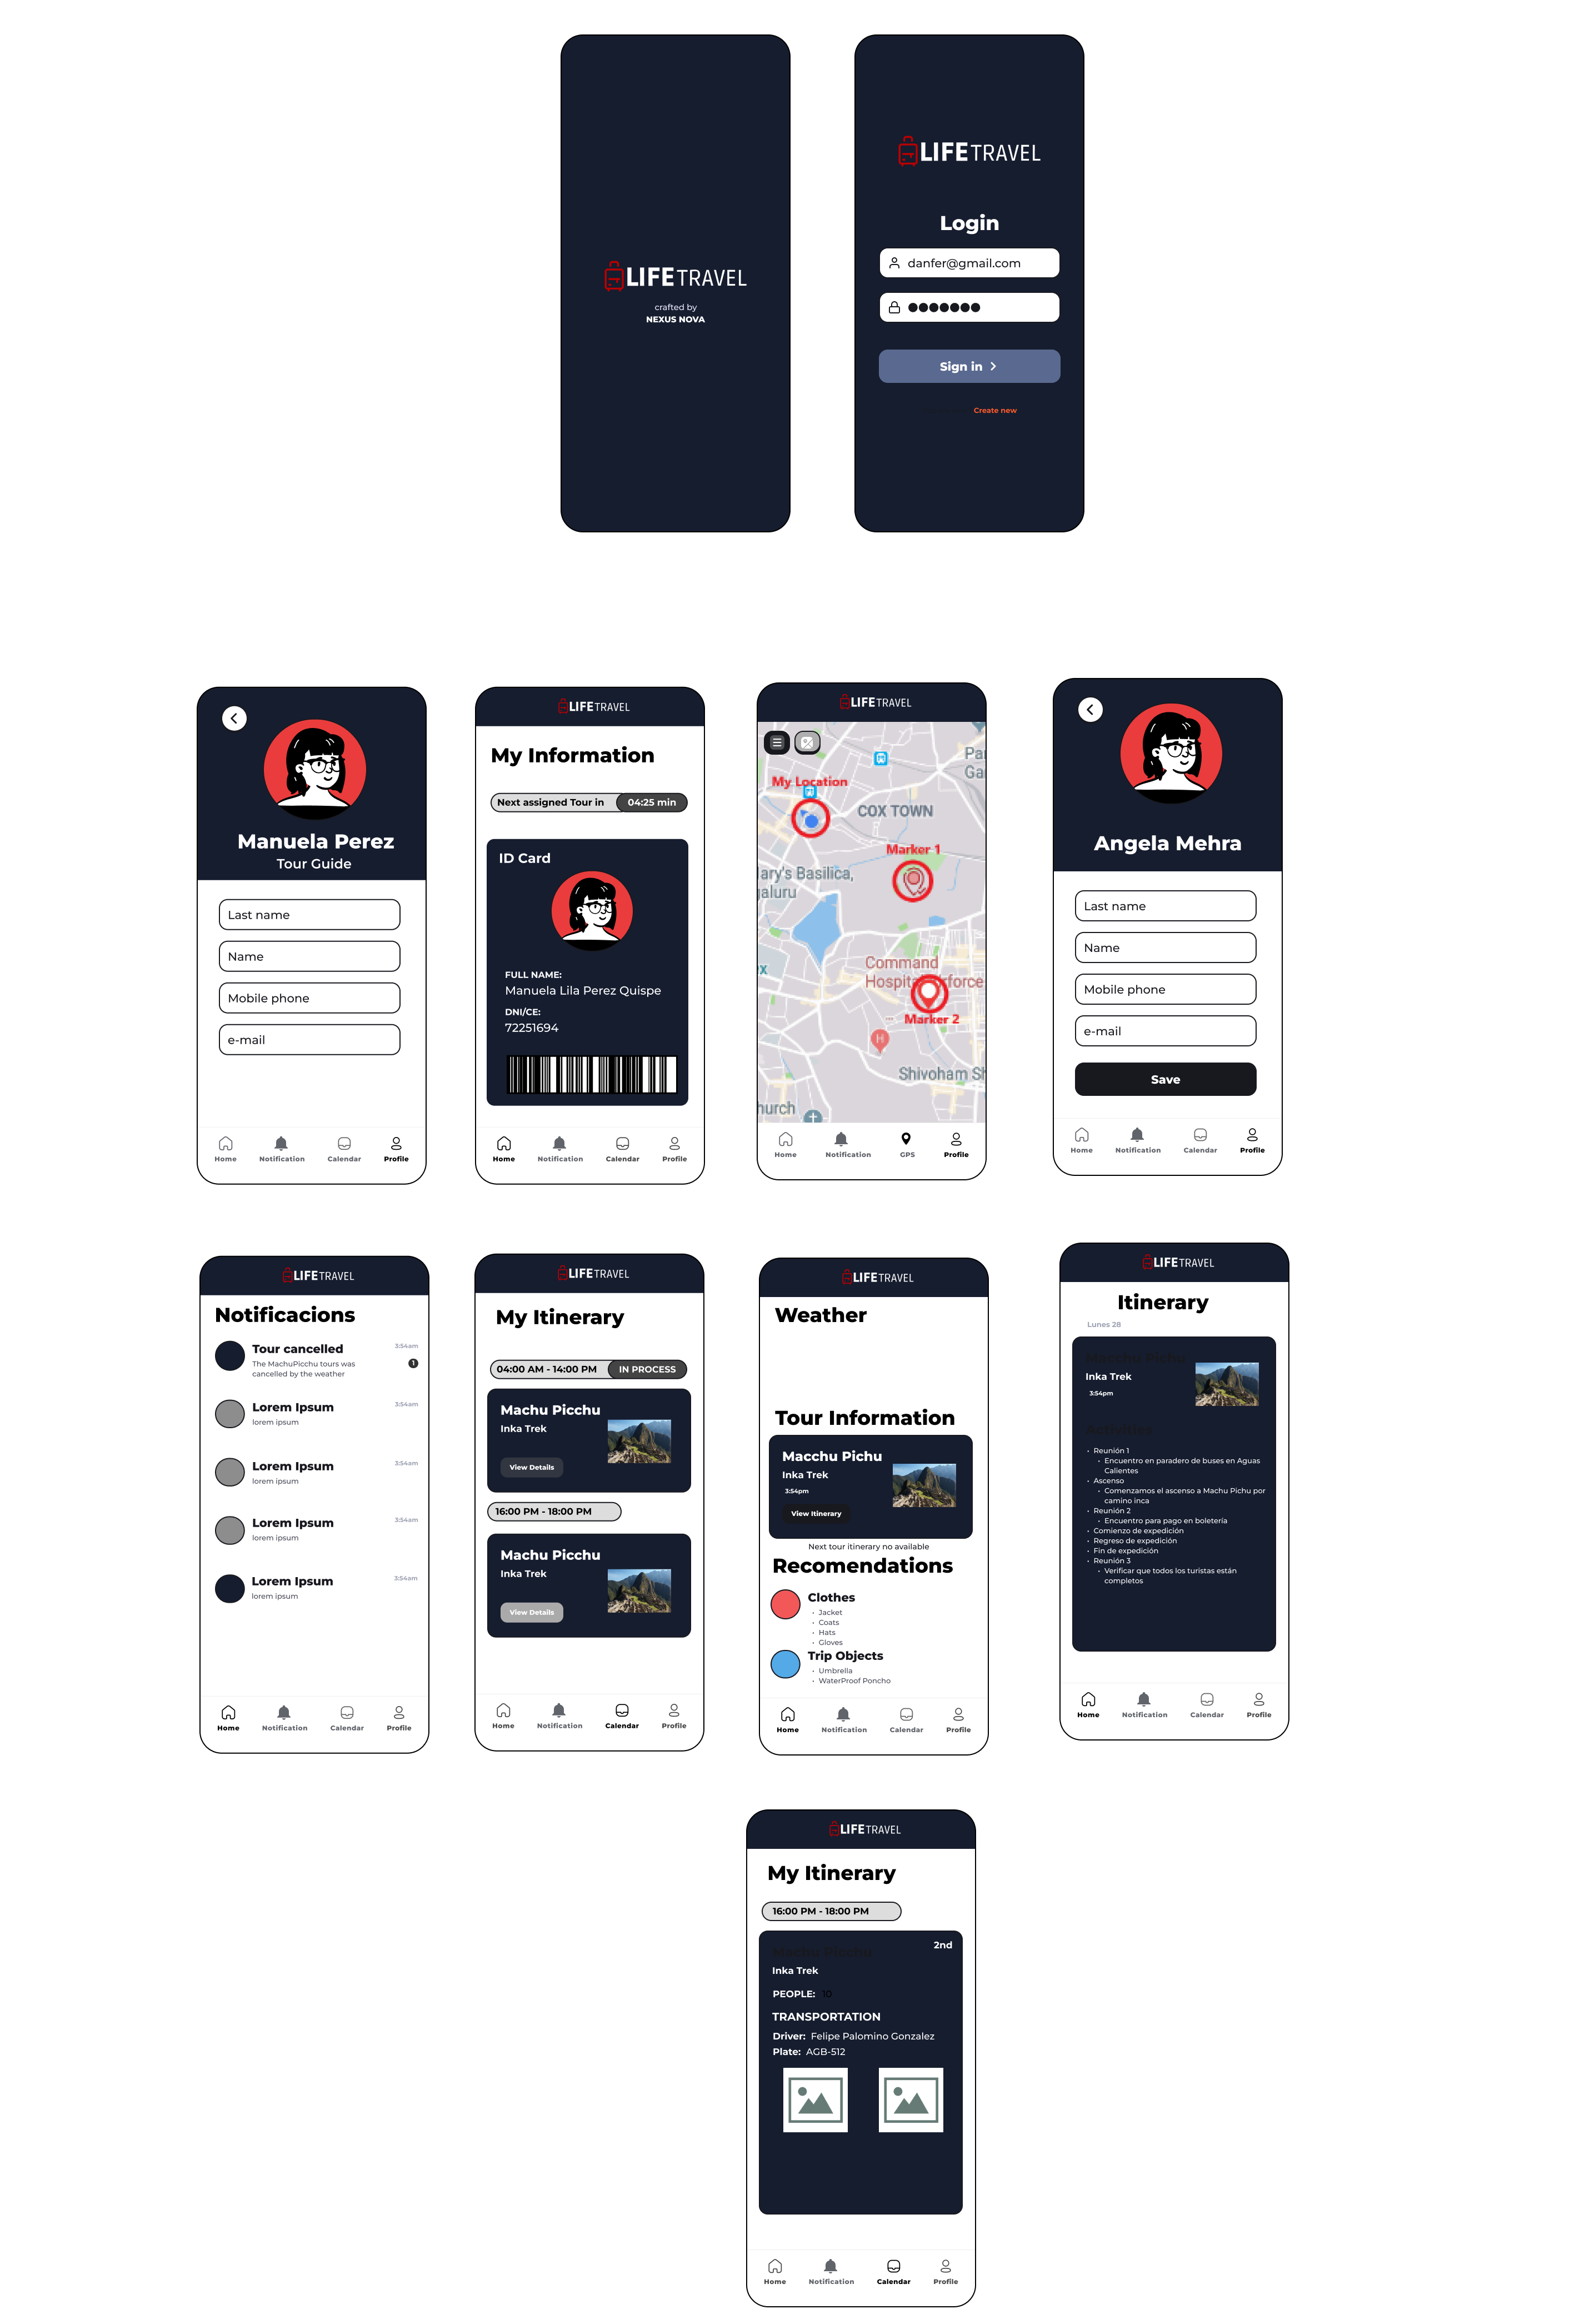 LIFETRAVEL
crafted by
NEXUS NOVA
LIFETRAVEL
Login
danfer@gmail.com
Sign in
Create new
Manuela Perez
Tour Guide
Last name
Name
Mobile phone
e-mail
Home Notification Calendar Profile
LIFETRAVEL
My Information
Next assigned Tour in 04:25 min
ID Card
FULL NAME:
Manuela Lila Perez Quispe
DNI/CE:
72251694
Home Notification Calendar Profile
LIFETRAVEL
Pa
Ga
My Location
COX TOWN
Marker 1
lary's Basilica,
galuru
Command
Hospital
force
Marker 2
H
Shivoham Sh
hurch
Home Notification GPS Profile
Angela Mehra
Last name
Name
Mobile phone
e-mail
Save
Home Notification Calendar Profile
LIFETRAVEL
Notificacions
Tour cancelled 3:54am
The MachuPicchu tours was 1
cancelled by the weather
Lorem Ipsum 3:54am
lorem ipsum
Lorem Ipsum 3:54am
lorem ipsum
Lorem Ipsum 3:54am
lorem ipsum
Lorem Ipsum 3:54am
lorem ipsum
Home Notification Calendar Profile
LIFETRAVEL
My Itinerary
04:00 AM - 14:00 PM IN PROCESS
Machu Picchu
Inka Trek
View Details
16:00 PM - 18:00 PM
Machu Picchu
Inka Trek
View Details
Home Notification Calendar Profile
LIFETRAVEL
Weather
Tour Information
Macchu Pichu
Inka Trek
3:54pm
View Itinerary
Next tour itinerary no available
Recomendations
Clothes
• Jacket
• Coats
• Hats
• Gloves
Trip Objects
• Umbrella
• WaterProof Poncho
Home Notification Calendar Profile
LIFETRAVEL
Itinerary
Lunes 28
Macchu Pichu
Inka Trek
3:54pm
Activities
• Reunión 1
• Encuentro en paradero de buses en Aguas
Calientes
• Ascenso
• Comenzamos el ascenso a Machu Pichu por
camino inca
• Reunión 2
• Encuentro para pago en boletería
• Comienzo de expedición
• Regreso de expedición
• Fin de expedición
• Reunión 3
• Verificar que todos los turistas están
completos
Home Notification Calendar Profile
LIFETRAVEL
My Itinerary
16:00 PM - 18:00 PM
2nd
Machu Picchu
Inka Trek
PEOPLE: 10
TRANSPORTATION
Driver: Felipe Palomino Gonzalez
Plate: AGB-512
Home Notification Calendar Profile